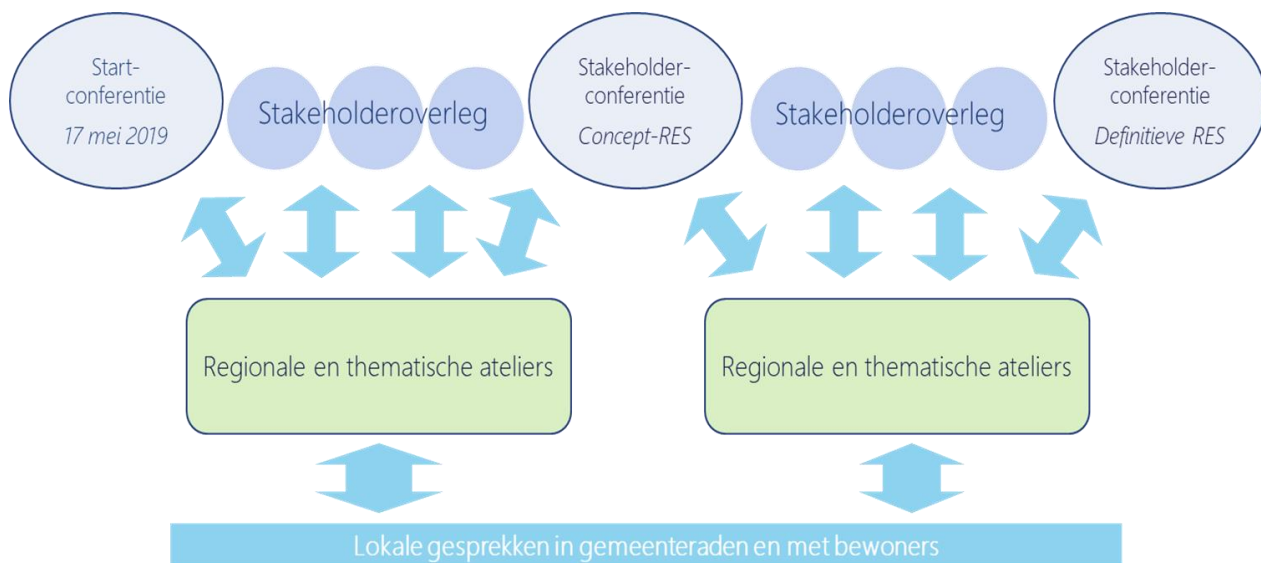 Start-
conferentie
17 mei 2019
Stakeholderoverleg
Stakeholder-
conferentie
Concept-RES
Stakeholderoverleg
Stakeholder-
conferentie
Definitieve RES
Regionale en thematische ateliers
Regionale en thematische ateliers
Lokale gesprekken in gemeenteraden en met bewoners